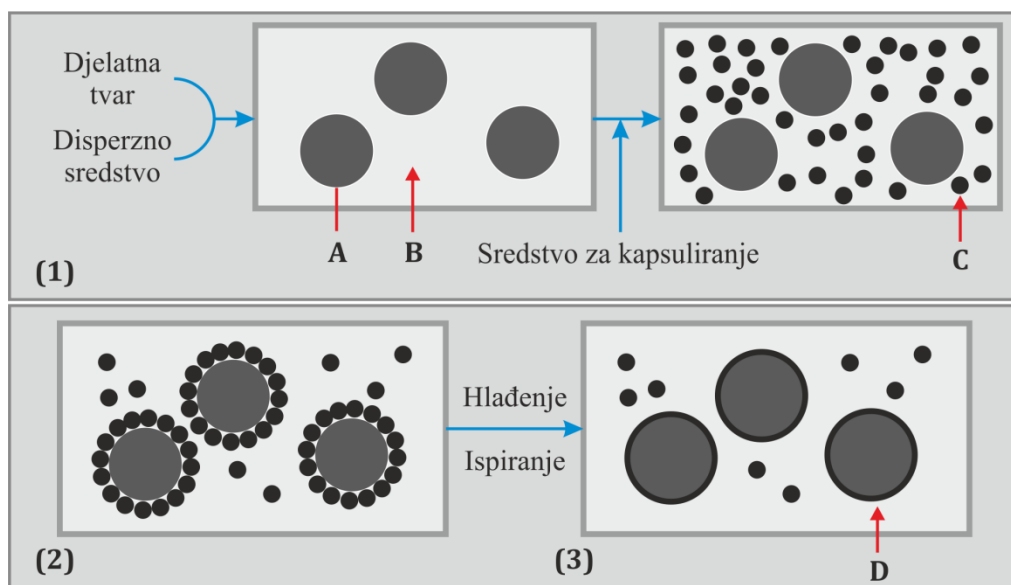 Djelatna
tvar
Disperzno
sredstvo
A
B
Sredstvo za kapsuliranje
C
(1)
Hlađenje
Ispiranje
(2)
(3)
D